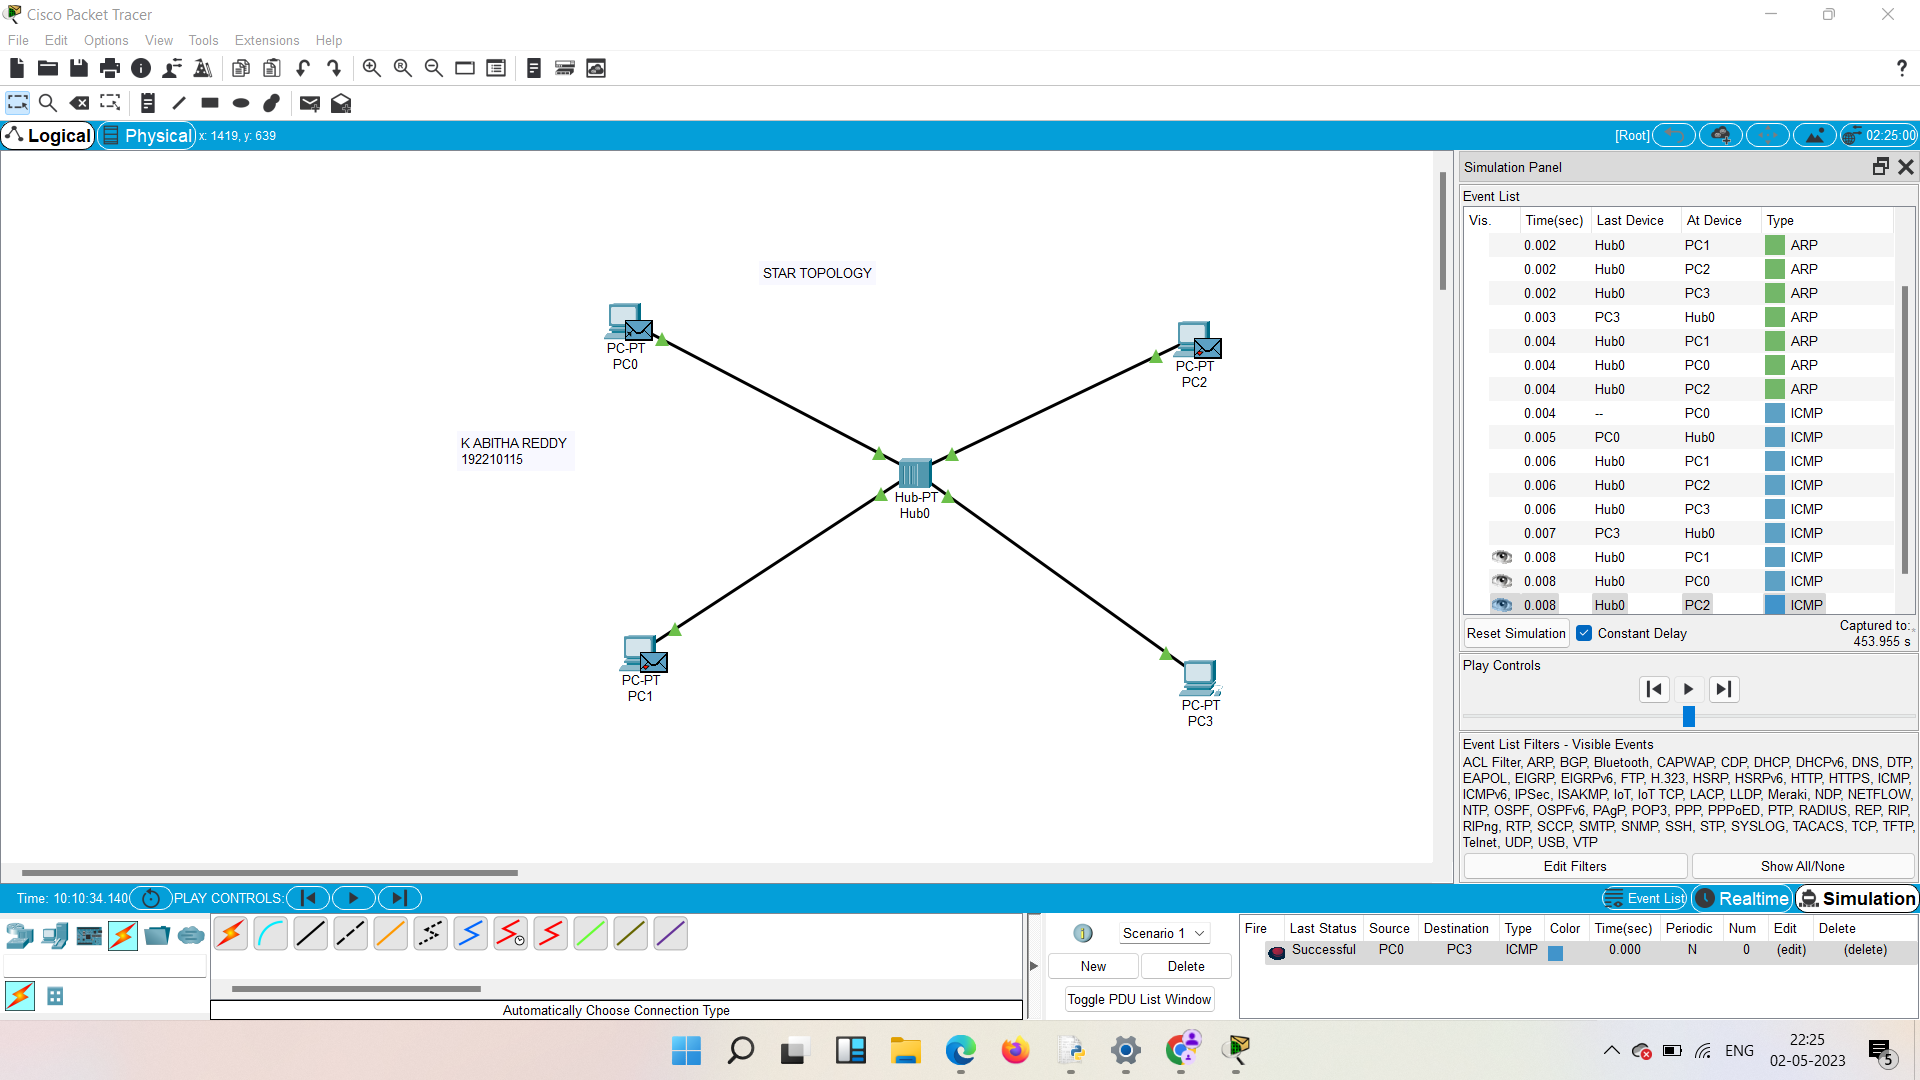 Cisco Packet Tracer
File Edit Options View Tools Extensions Help
?
Logical Physical x: 1419, y: 639 [Root] 02:25:00
STAR TOPOLOGY
PC-PT
PC0
PC-PT
PC2
K ABITHA REDDY
192210115
Hub-PT
Hub0
PC-PT
PC1
PC-PT
PC3
Simulation Panel
Event List
Vis. Time(sec) Last Device At Device Type
0.002 Hub0 PC1 ARP
0.002 Hub0 PC2 ARP
0.002 Hub0 PC3 ARP
0.003 PC3 Hub0 ARP
0.004 Hub0 PC1 ARP
0.004 Hub0 PC0 ARP
0.004 Hub0 PC2 ARP
0.004 -- PC0 ICMP
0.005 PC0 Hub0 ICMP
0.006 Hub0 PC1 ICMP
0.006 Hub0 PC2 ICMP
0.006 Hub0 PC3 ICMP
0.007 PC3 Hub0 ICMP
0.008 Hub0 PC1 ICMP
0.008 Hub0 PC0 ICMP
0.008 Hub0 PC2 ICMP
Reset Simulation Constant Delay Captured to:
453.955 s
Play Controls
Event List Filters - Visible Events
ACL Filter, ARP, BGP, Bluetooth, CAPWAP, CDP, DHCP, DHCPv6, DNS, DTP,
EAPOL, EIGRP, EIGRPv6, FTP, H.323, HSRP, HSRPv6, HTTP, HTTPS, ICMP,
ICMPv6, IPSec, ISAKMP, IoT, IoT TCP, LACP, LLDP, Meraki, NDP, NETFLOW,
NTP, OSPF, OSPFv6, PAgP, POP3, PPP, PPPoED, PTP, RADIUS, REP, RIP,
RIPng, RTP, SCCP, SMTP, SNMP, SSH, STP, SYSLOG, TACACS, TCP, TFTP,
Telnet, UDP, USB, VTP
Edit Filters Show All/None
Time: 10:10:34.140 PLAY CONTROLS: Event List Realtime Simulation
Automatically Choose Connection Type
1 Scenario 1
New Delete
Toggle PDU List Window
Fire Last Status Source Destination Type Color Time(sec) Periodic Num Edit Delete
Successful PC0 PC3 ICMP 0.000 N 0 (edit) (delete)
ENG 22:25
02-05-2023 5